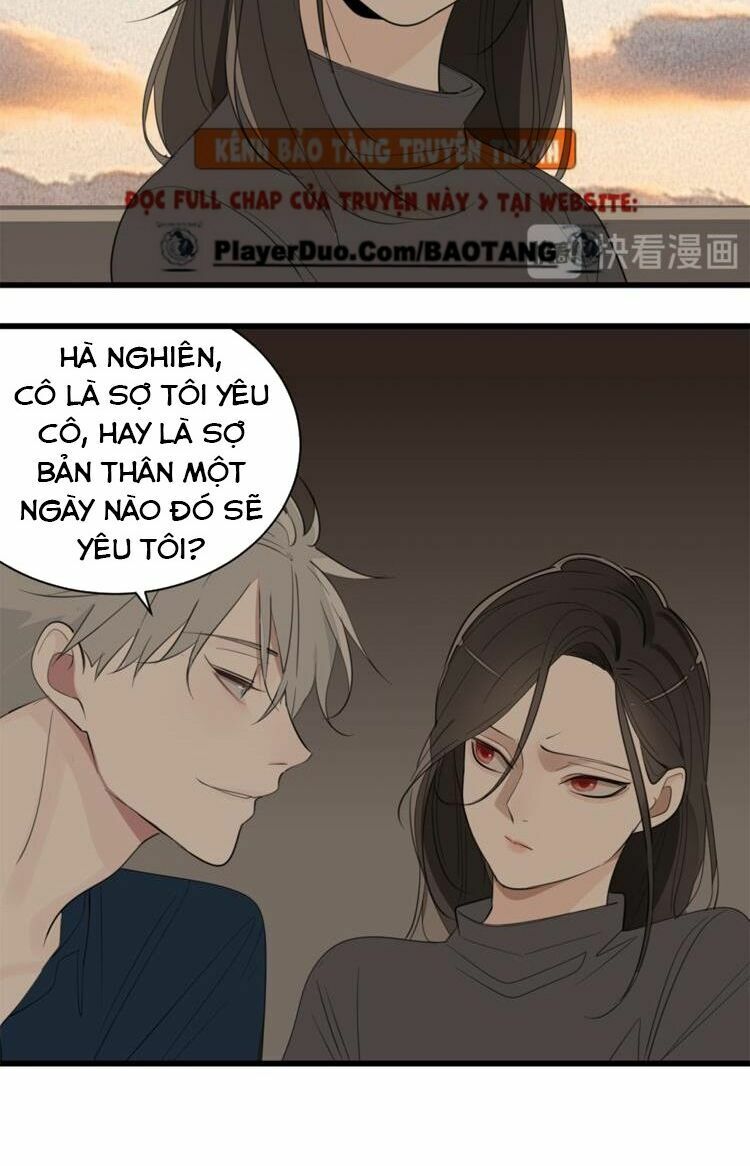 KÊNH BẢO TÀNG TRUYỆN TRANH
ĐỌC FULL CHAP CỦA TRUYỆN NÀY > TẠI WEBSITE:
PLAYERDUO.COM/BAOTANG
快看漫画
HÀ NGHIÊN,
CÔ LÀ SỢ TÔI YÊU
CÔ, HAY LÀ SỢ
BẢN THÂN MỘT
NGÀY NÀO ĐÓ SẼ
YÊU TÔI?